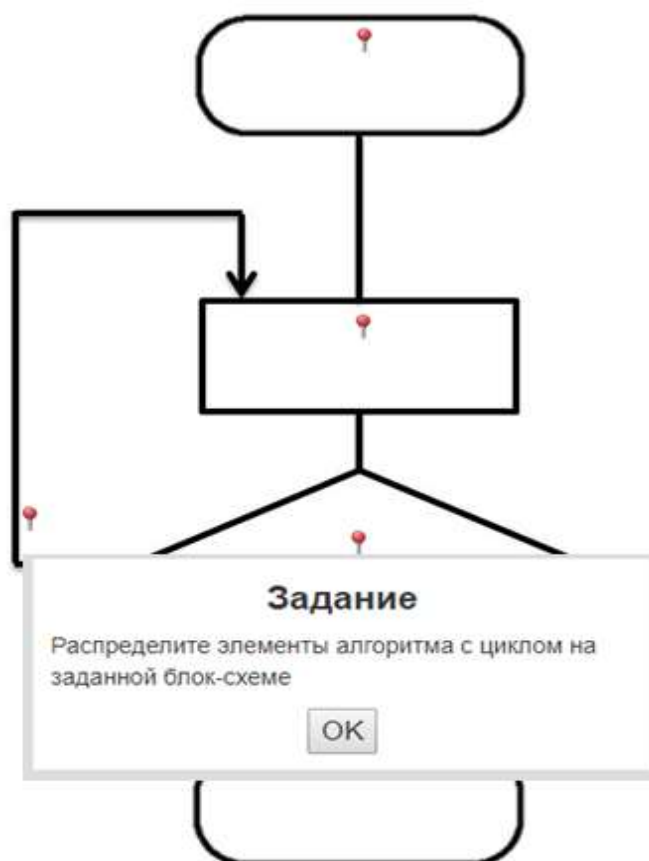 Задание
Распределите элементы алгоритма с циклом на
заданной блок-схеме
OK